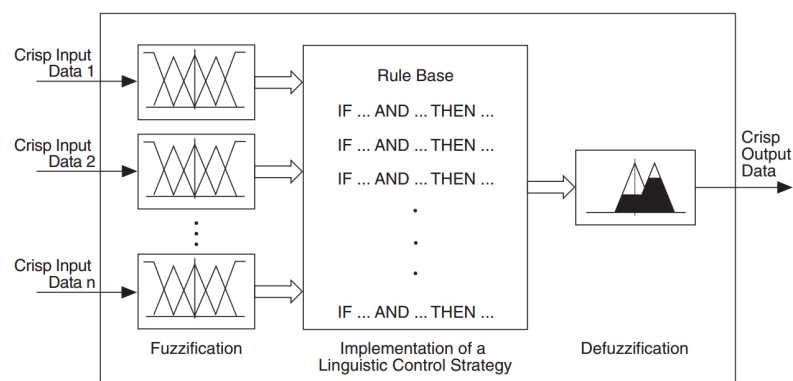 Crisp Input
Data 1
Rule Base
IF ... AND ... THEN ...
Crisp Input
Data 2
IF ... AND ... THEN ...
IF ... AND ... THEN ...
Crisp
Output
Data
Crisp Input
Data n
IF ... AND ... THEN ...
Fuzzification
Implementation of a
Linguistic Control Strategy
Defuzzification